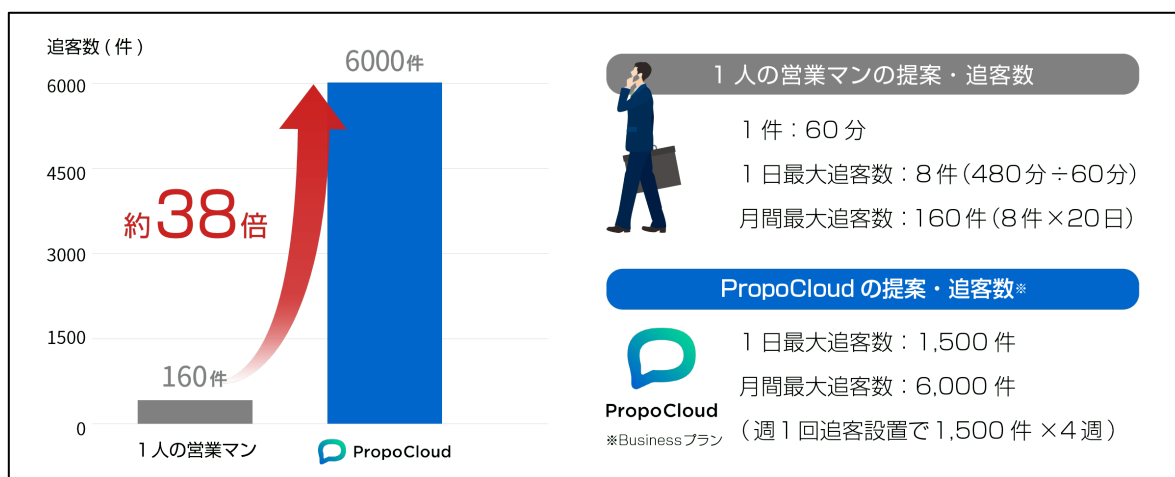 追客数(件)
6000件
6000
4500
約38倍
3000
1500
160件
0
1人の営業マン
PropoCloud
1人の営業マンの提案・追客数
1件：60分
1日最大追客数：8件(480分÷60分)
月間最大追客数：160件(8件×20日)
PropoCloudの提案・追客数※
1日最大追客数：1,500件
月間最大追客数：6,000件
(週1回追客設置で1,500件×4週)
PropoCloud
※Businessプラン